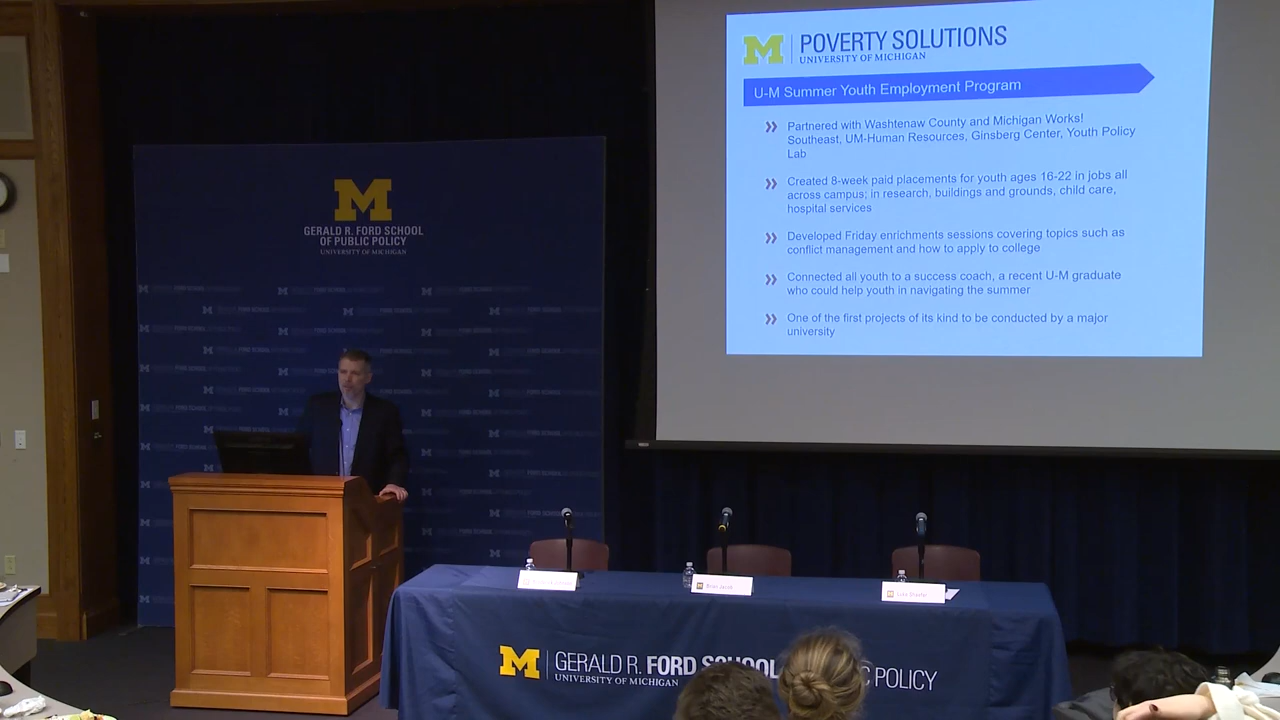 M POVERTY SOLUTIONS
UNIVERSITY OF MICHIGAN
U-M Summer Youth Employment Program
Partnered with Washtenaw County and Michigan Works!
Southeast, UM-Human Resources, Ginsberg Center, Youth Policy
Lab
Created 8-week paid placements for youth ages 16-22 in jobs all
across campus; in research, buildings and grounds, child care,
hospital services
Developed Friday enrichments sessions covering topics such as
conflict management and how to apply to college
Connected all youth to a success coach, a recent U-M graduate
who could help youth in navigating the summer
One of the first projects of its kind to be conducted by a major
university
M
GERALD R. FORD SCHOOL
OF PUBLIC POLICY
UNIVERSITY OF MICHIGAN
Brian Jacob
Luke Shaefer
M GERALD R. FORD SCHOOL POLICY
UNIVERSITY OF MICHIGAN